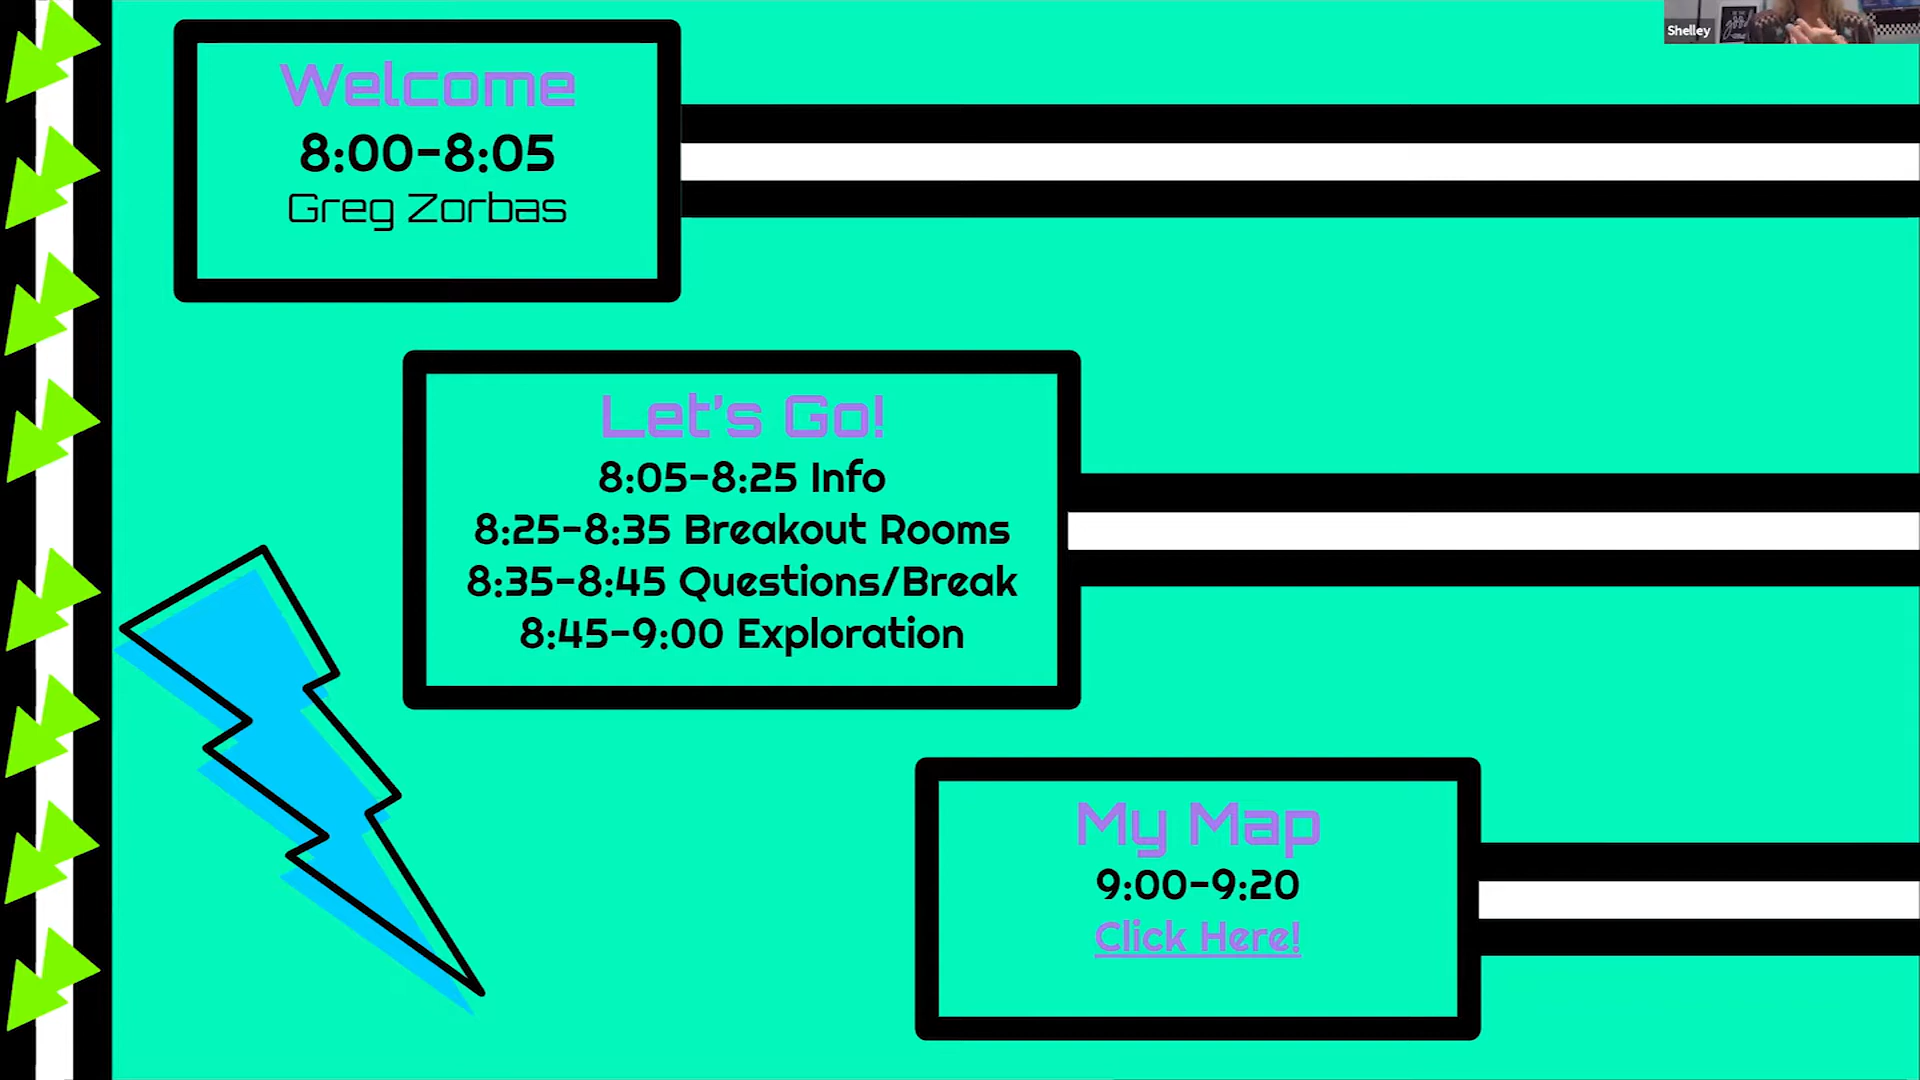 Shelley
Welcome
8:00-8:05
Greg Zorbas
Let's Go!
8:05-8:25 Info
8:25-8:35 Breakout Rooms
8:35-8:45 Questions/Break
8:45-9:00 Exploration
My Map
9:00-9:20
Click Here!